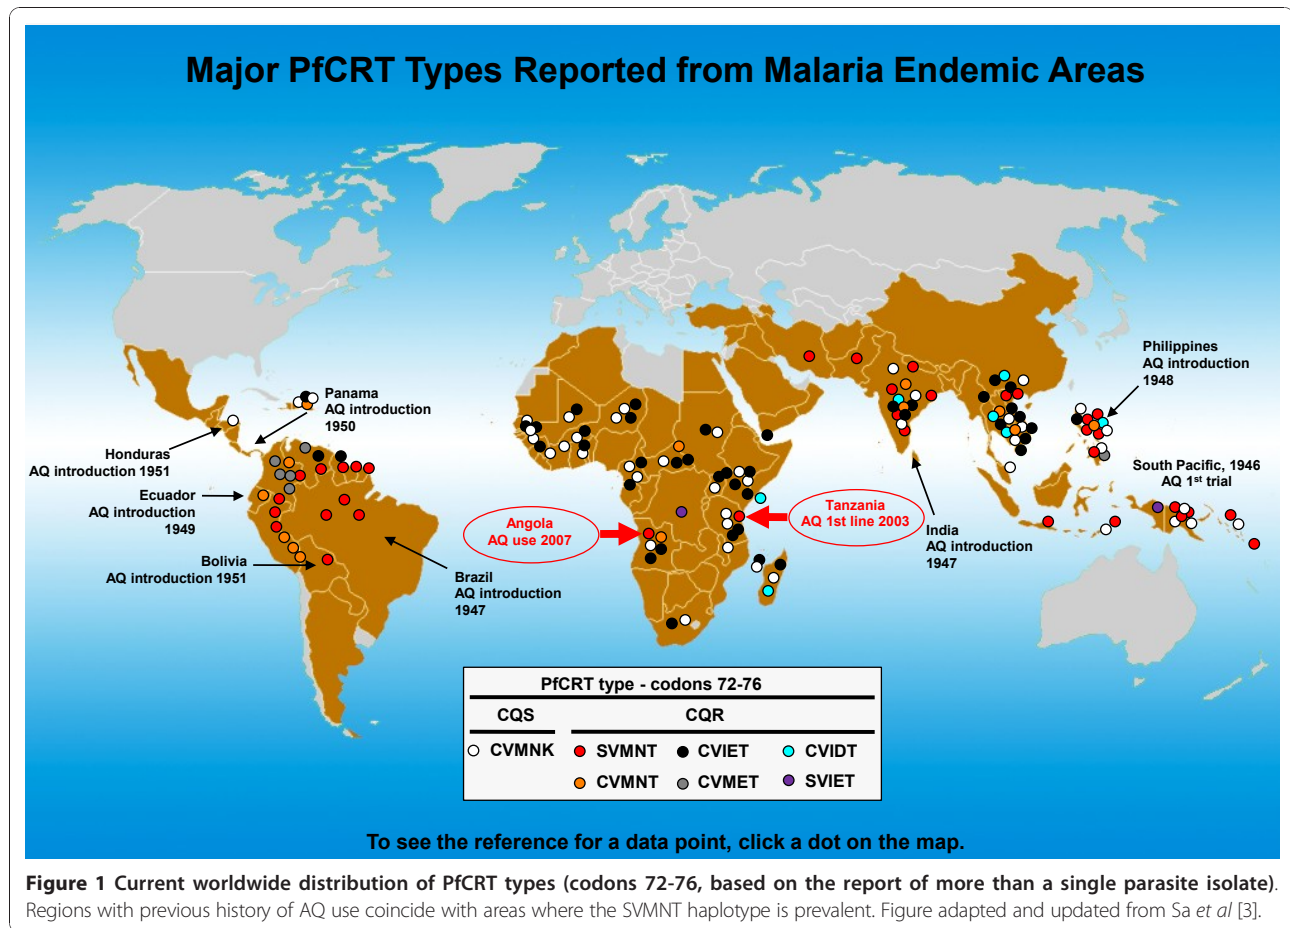 Major PfCRT Types Reported from Malaria Endemic Areas
Philippines
AQ introduction
1948
Panama
AQ introduction
1950
Honduras
AQ introduction 1951
South Pacific, 1946
AQ 1st trial
Ecuador
AQ introduction
1949
Tanzania
AQ 1st line 2003
Angola
AQ use 2007
India
AQ introduction
1947
Bolivia
AQ introduction 1951
Brazil
AQ introduction
1947
PfCRT type - codons 72-76
CQS CQR
CVMNK SVMNT CVIET CVIDT
CVMNT CVMET SVIET
To see the reference for a data point, click a dot on the map.
Figure 1 Current worldwide distribution of PfCRT types (codons 72-76, based on the report of more than a single parasite isolate).
Regions with previous history of AQ use coincide with areas where the SVMNT haplotype is prevalent. Figure adapted and updated from Sa et al [3].